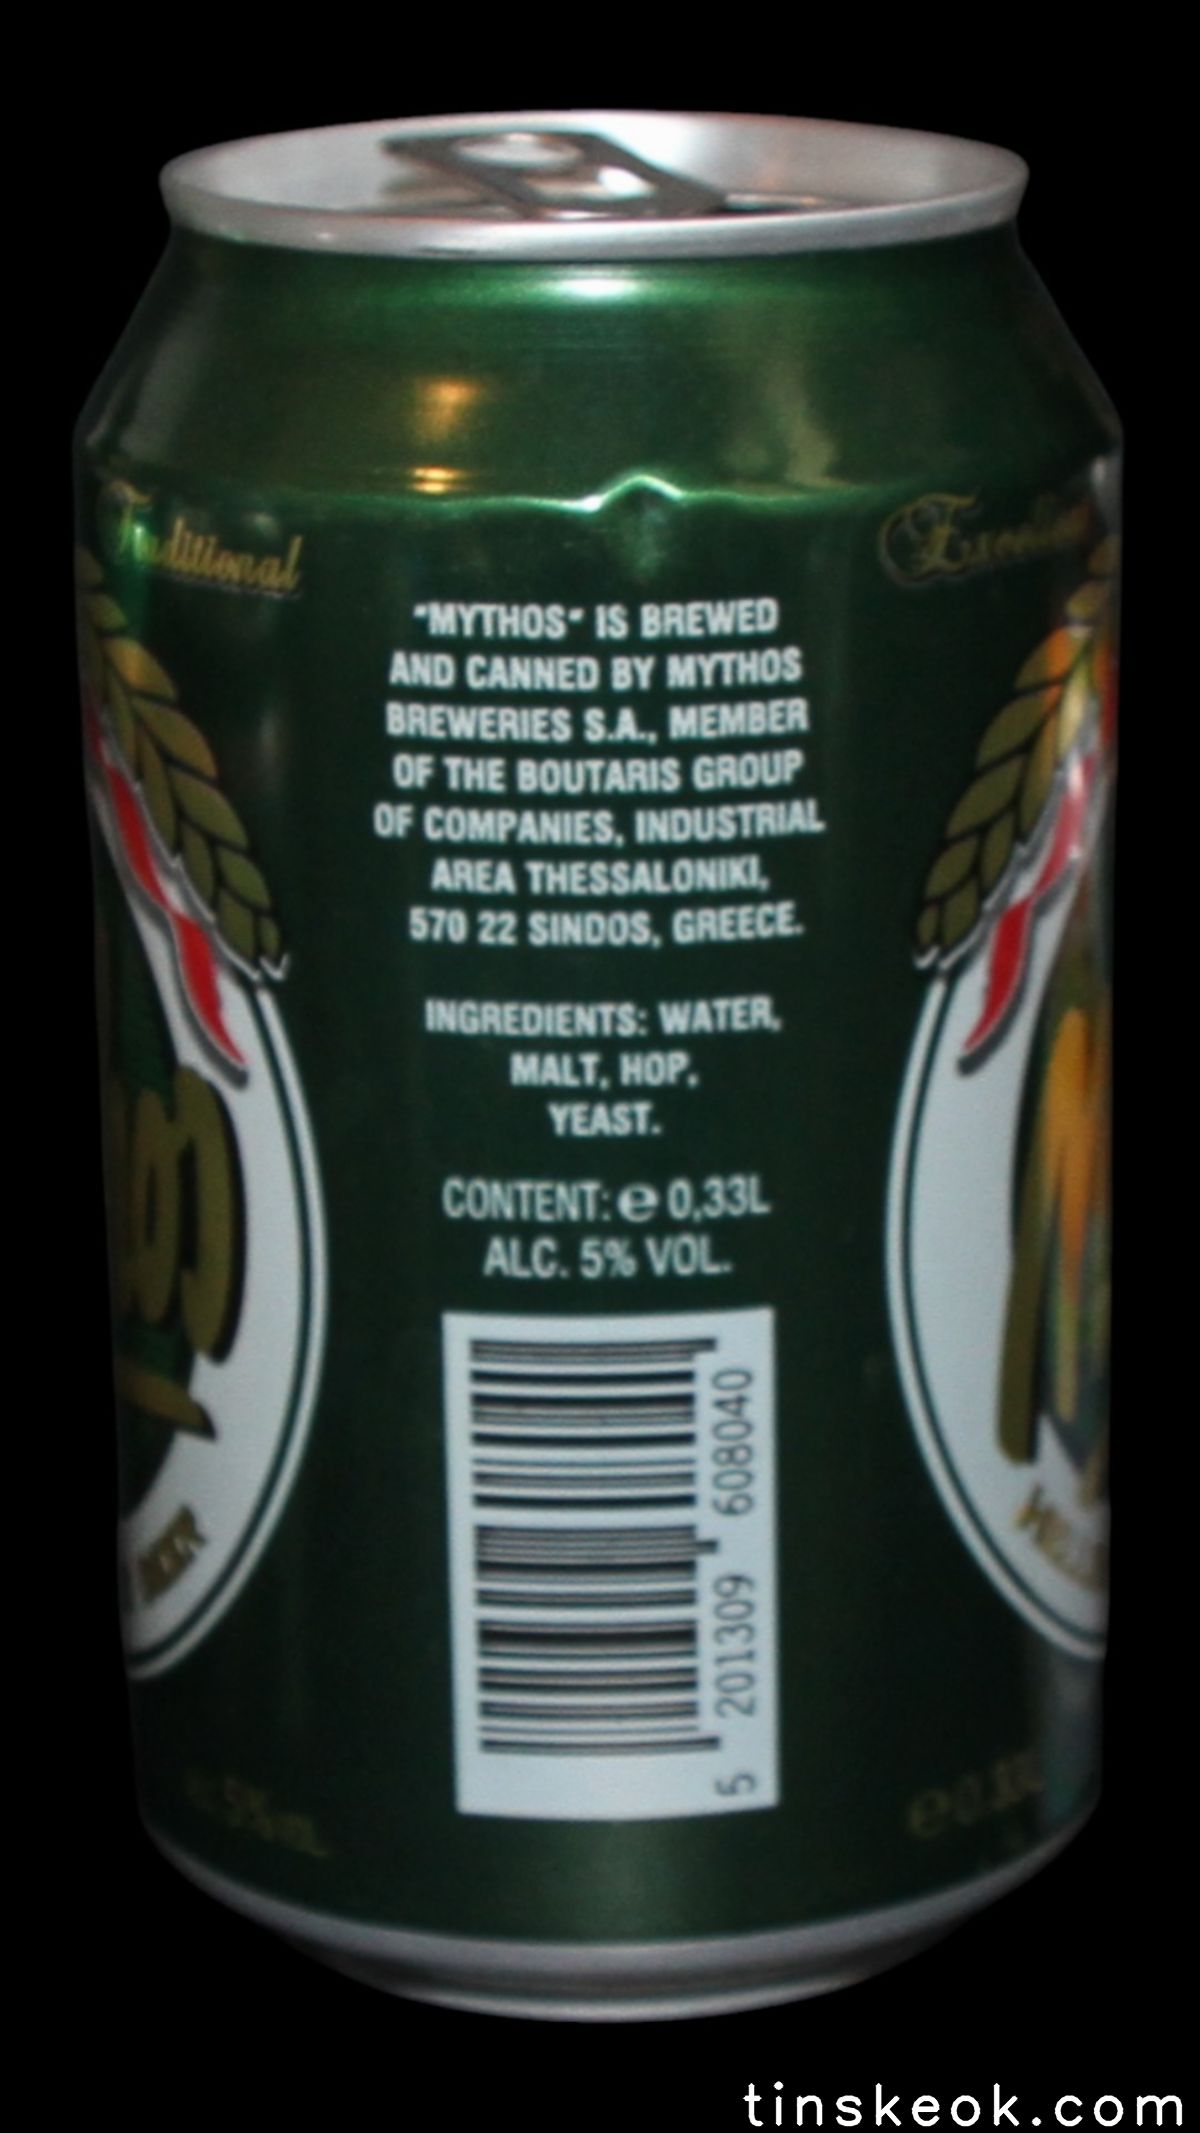 Traditional
"MYTHOS" IS BREWED
AND CANNED BY MYTHOS
BREWERIES S.A., MEMBER
OF THE BOUTARIS GROUP
OF COMPANIES, INDUSTRIAL
AREA THESSALONIKI,
570 22 SINDOS, GREECE.
INGREDIENTS: WATER,
MALT, HOP,
YEAST.
CONTENT: ℮ 0,33L
ALC. 5% VOL.
5 201309 608040
BEER
tinskeok.com